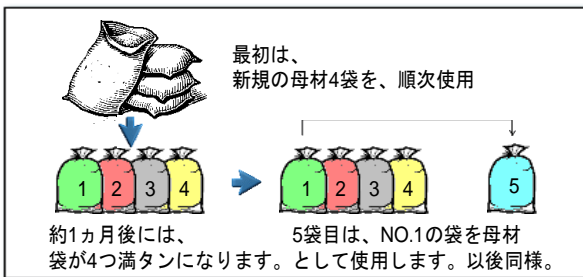 最初は、
新規の母材4袋を、順次使用
1 2 3 4
1 2 3 4
5
約1ヵ月後には、
袋が4つ満タンになります。
5袋目は、NO.1の袋を母材
として使用します。以後同様。